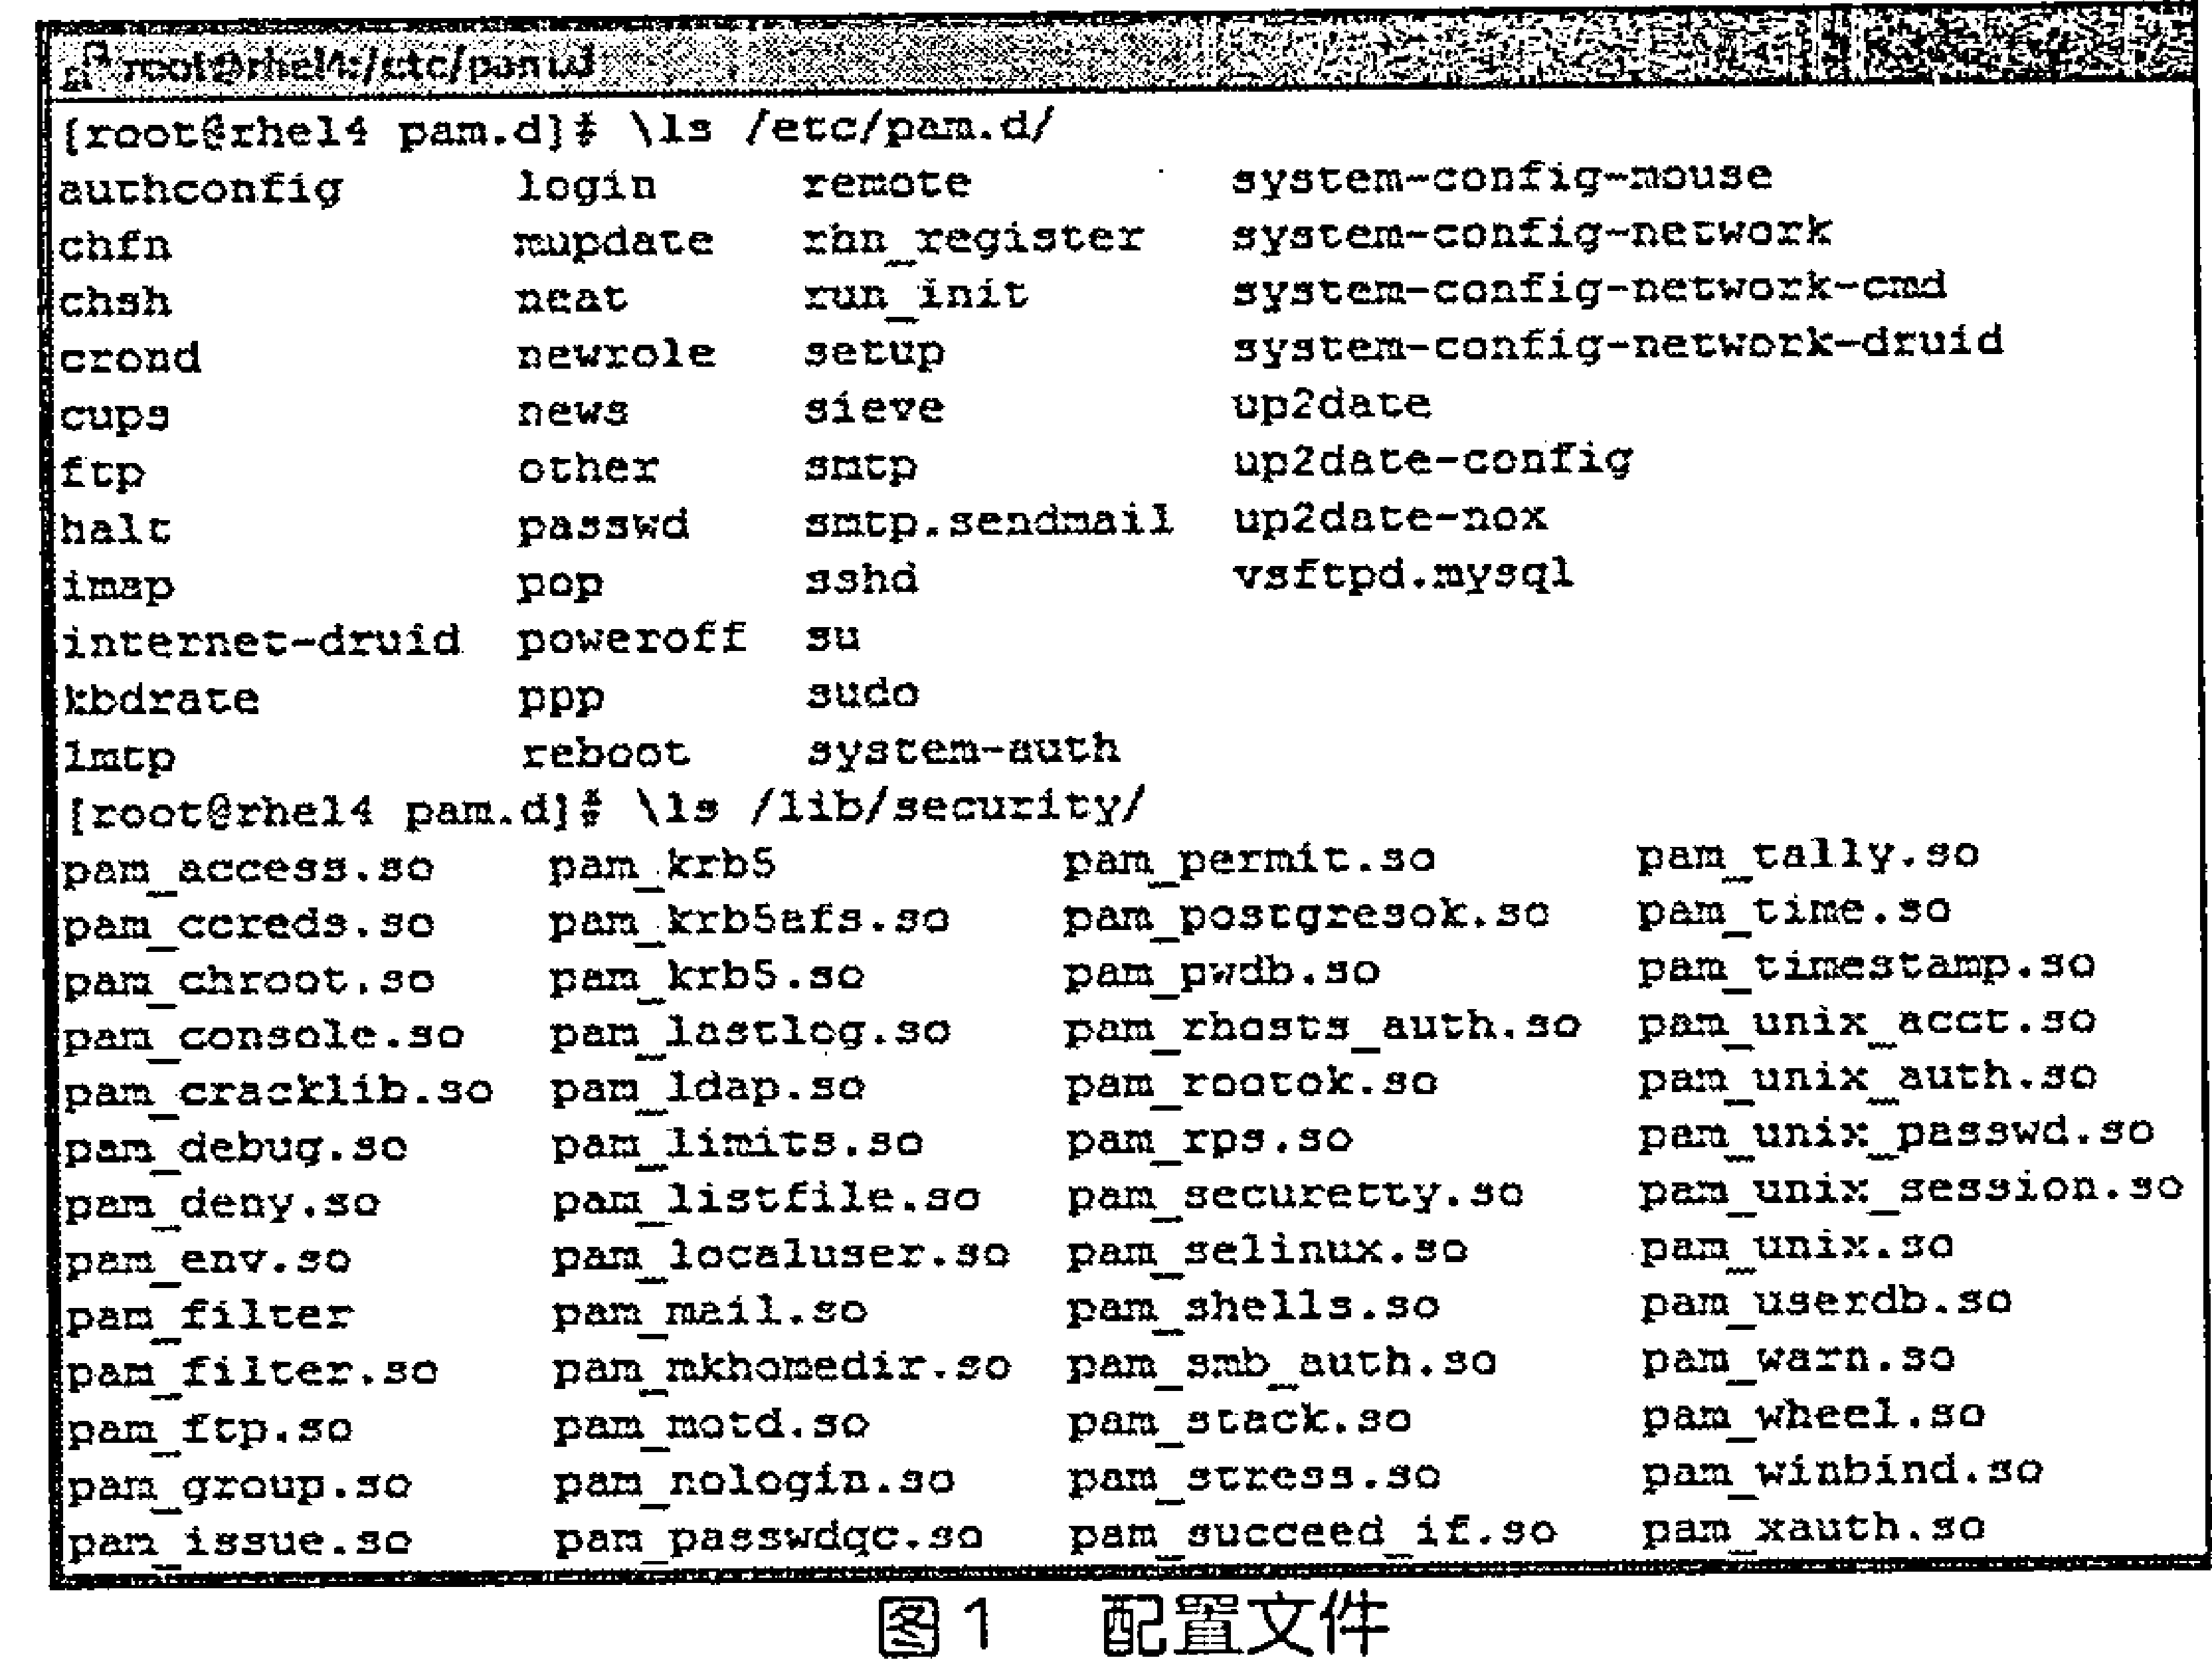 root@rhel4:/etc/pam.d
[root@rhel4 pam.d]# \ls /etc/pam.d/
authconfig login remote system-config-mouse
chfn mupdate rhn_register system-config-network
chsh neat run_init system-config-network-cmd
crond newrole setup system-config-network-druid
cups news sieve up2date
ftp other smtp up2date-config
halt passwd smtp.sendmail up2date-nox
imap pop sshd vsftpd.mysql
internet-druid poweroff su
kbdrate ppp sudo
lmtp reboot system-auth
[root@rhel4 pam.d]# \ls /lib/security/
pam_access.so pam_krb5 pam_permit.so pam_tally.so
pam_ccreds.so pam_krb5afs.so pam_postgresok.so pam_time.so
pam_chroot.so pam_krb5.so pam_pwdb.so pam_timestamp.so
pam_console.so pam_lastlog.so pam_rhosts_auth.so pam_unix_acct.so
pam_cracklib.so pam_ldap.so pam_rootok.so pam_unix_auth.so
pam_debug.so pam_limits.so pam_rps.so pam_unix_passwd.so
pam_deny.so pam_listfile.so pam_securetty.so pam_unix_session.so
pam_env.so pam_localuser.so pam_selinux.so pam_unix.so
pam_filter pam_mail.so pam_shells.so pam_userdb.so
pam_filter.so pam_mkhomedir.so pam_smb_auth.so pam_warn.so
pam_ftp.so pam_motd.so pam_stack.so pam_wheel.so
pam_group.so pam_nologin.so pam_stress.so pam_winbind.so
pam_issue.so pam_passwdqc.so pam_succeed_if.so pam_xauth.so
图1 配置文件